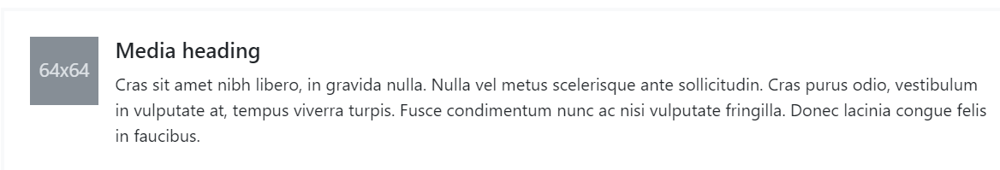 64x64
Media heading
Cras sit amet nibh libero, in gravida nulla. Nulla vel metus scelerisque ante sollicitudin. Cras purus odio, vestibulum
in vulputate at, tempus viverra turpis. Fusce condimentum nunc ac nisi vulputate fringilla. Donec lacinia congue felis
in faucibus.